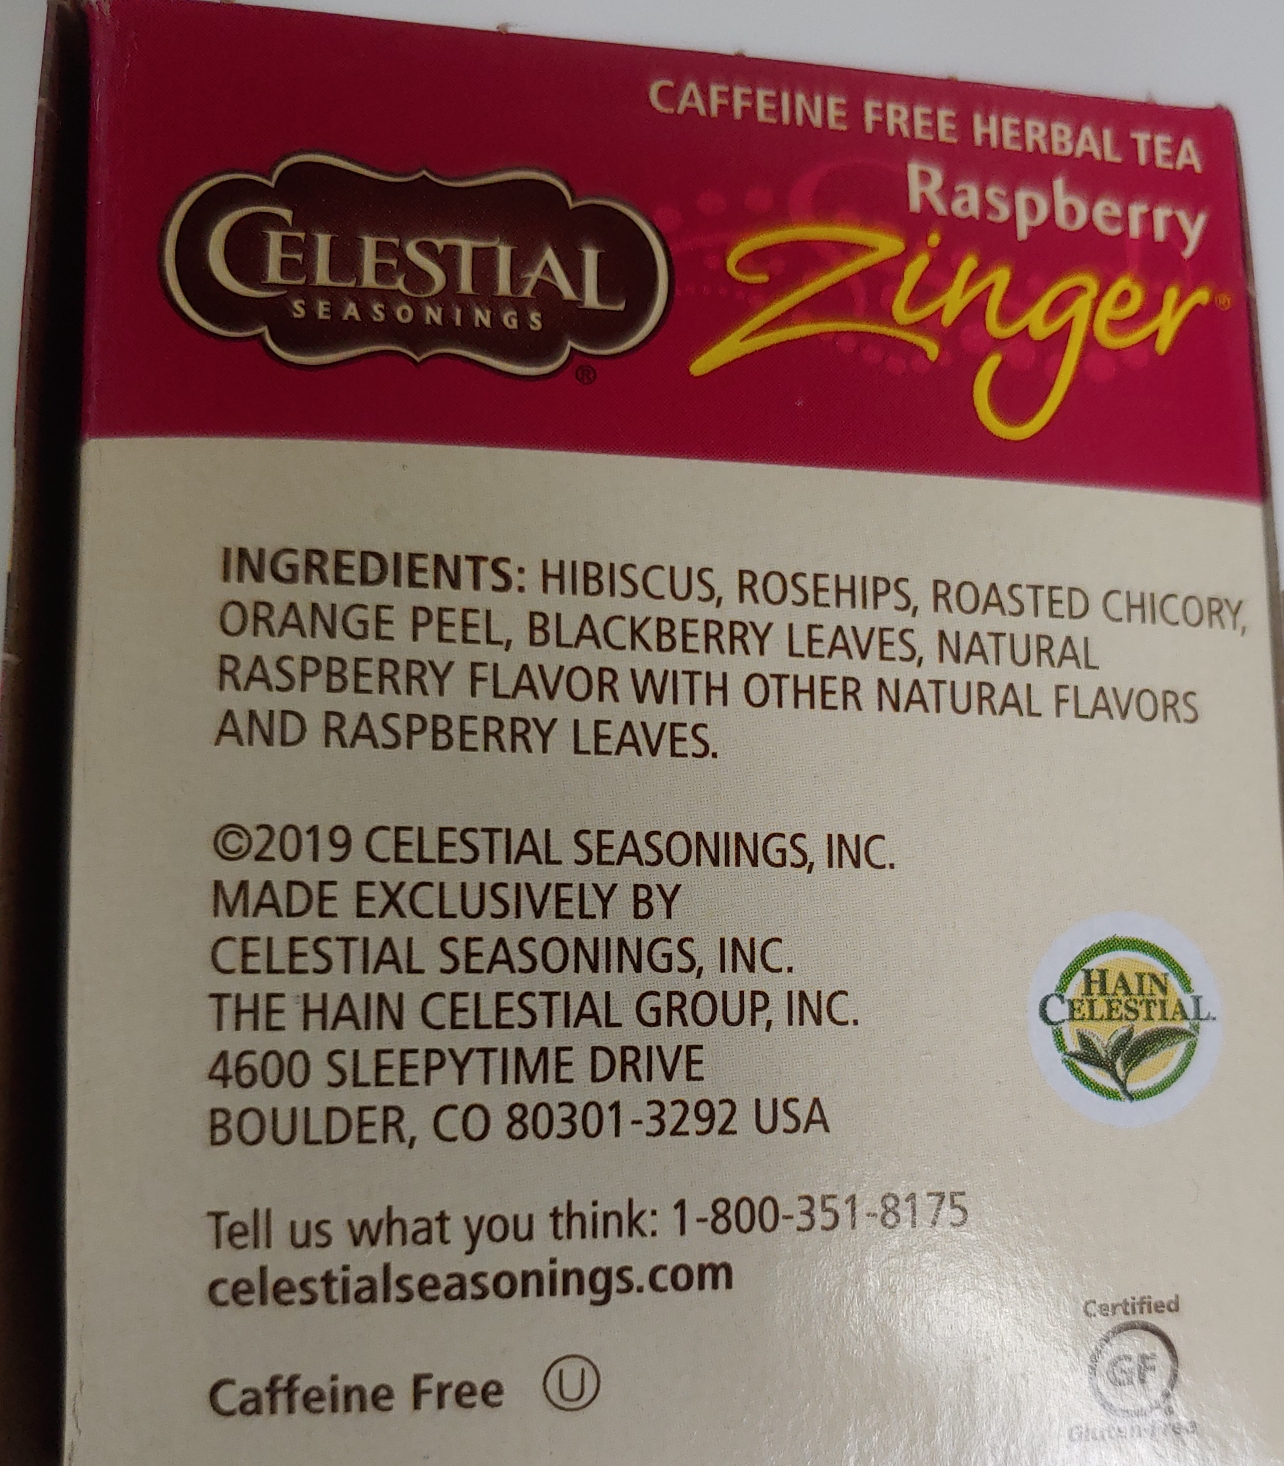 CAFFEINE FREE HERBAL TEA
Raspberry
Zinger®
CELESTIAL
SEASONINGS
®
INGREDIENTS: HIBISCUS, ROSEHIPS, ROASTED CHICORY,
ORANGE PEEL, BLACKBERRY LEAVES, NATURAL
RASPBERRY FLAVOR WITH OTHER NATURAL FLAVORS
AND RASPBERRY LEAVES.
©2019 CELESTIAL SEASONINGS, INC.
MADE EXCLUSIVELY BY
CELESTIAL SEASONINGS, INC.
THE HAIN CELESTIAL GROUP, INC.
4600 SLEEPYTIME DRIVE
BOULDER, CO 80301-3292 USA
HAIN
CELESTIAL
Tell us what you think: 1-800-351-8175
celestialseasonings.com
Caffeine Free U
Certified
GF
Gluten-Free